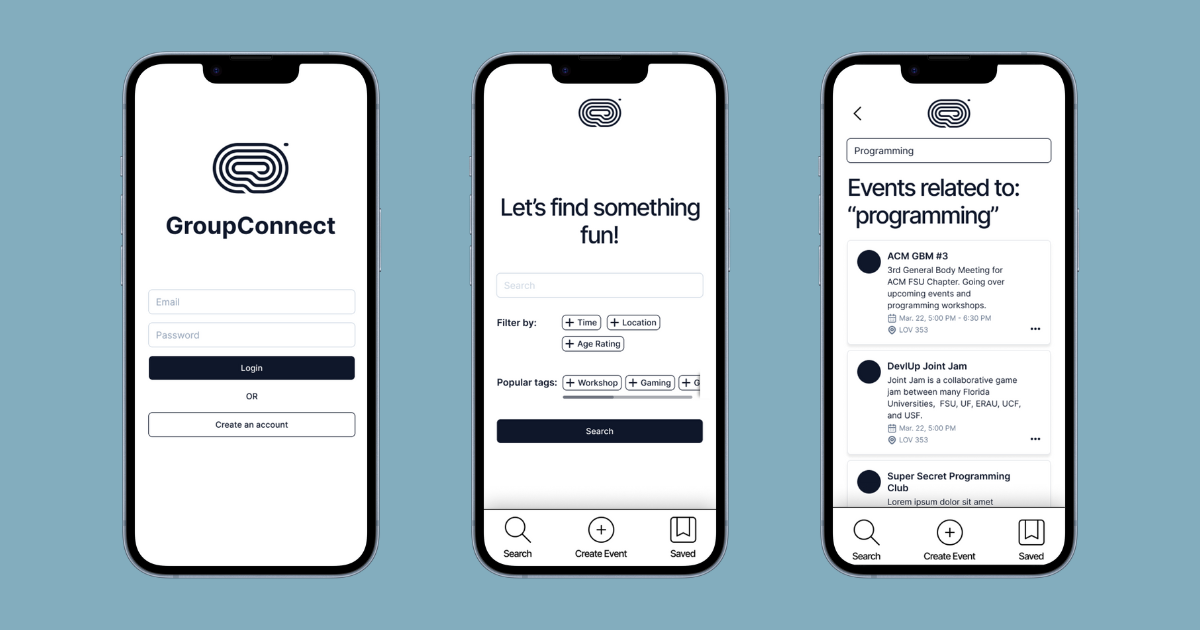 GroupConnect
Email
Password
Login
OR
Create an account
Let's find something
fun!
Search
Filter by:
+ Time
+ Location
+ Age Rating
Popular tags:
+ Workshop
+ Gaming
+ G
Search
Search
Create Event
Saved
Programming
Events related to:
“programming”
ACM GBM #3
3rd General Body Meeting for
ACM FSU Chapter. Going over
upcoming events and
programming workshops.
Mar. 22, 5:00 PM - 6:30 PM
LOV 353
DevlUp Joint Jam
Joint Jam is a collaborative game
jam between many Florida
Universities, FSU, UF, ERAU, UCF,
and USF.
Mar. 22, 5:00 PM
LOV 353
Super Secret Programming
Club
Lorem ipsum dolor sit amet
Search
Create Event
Saved